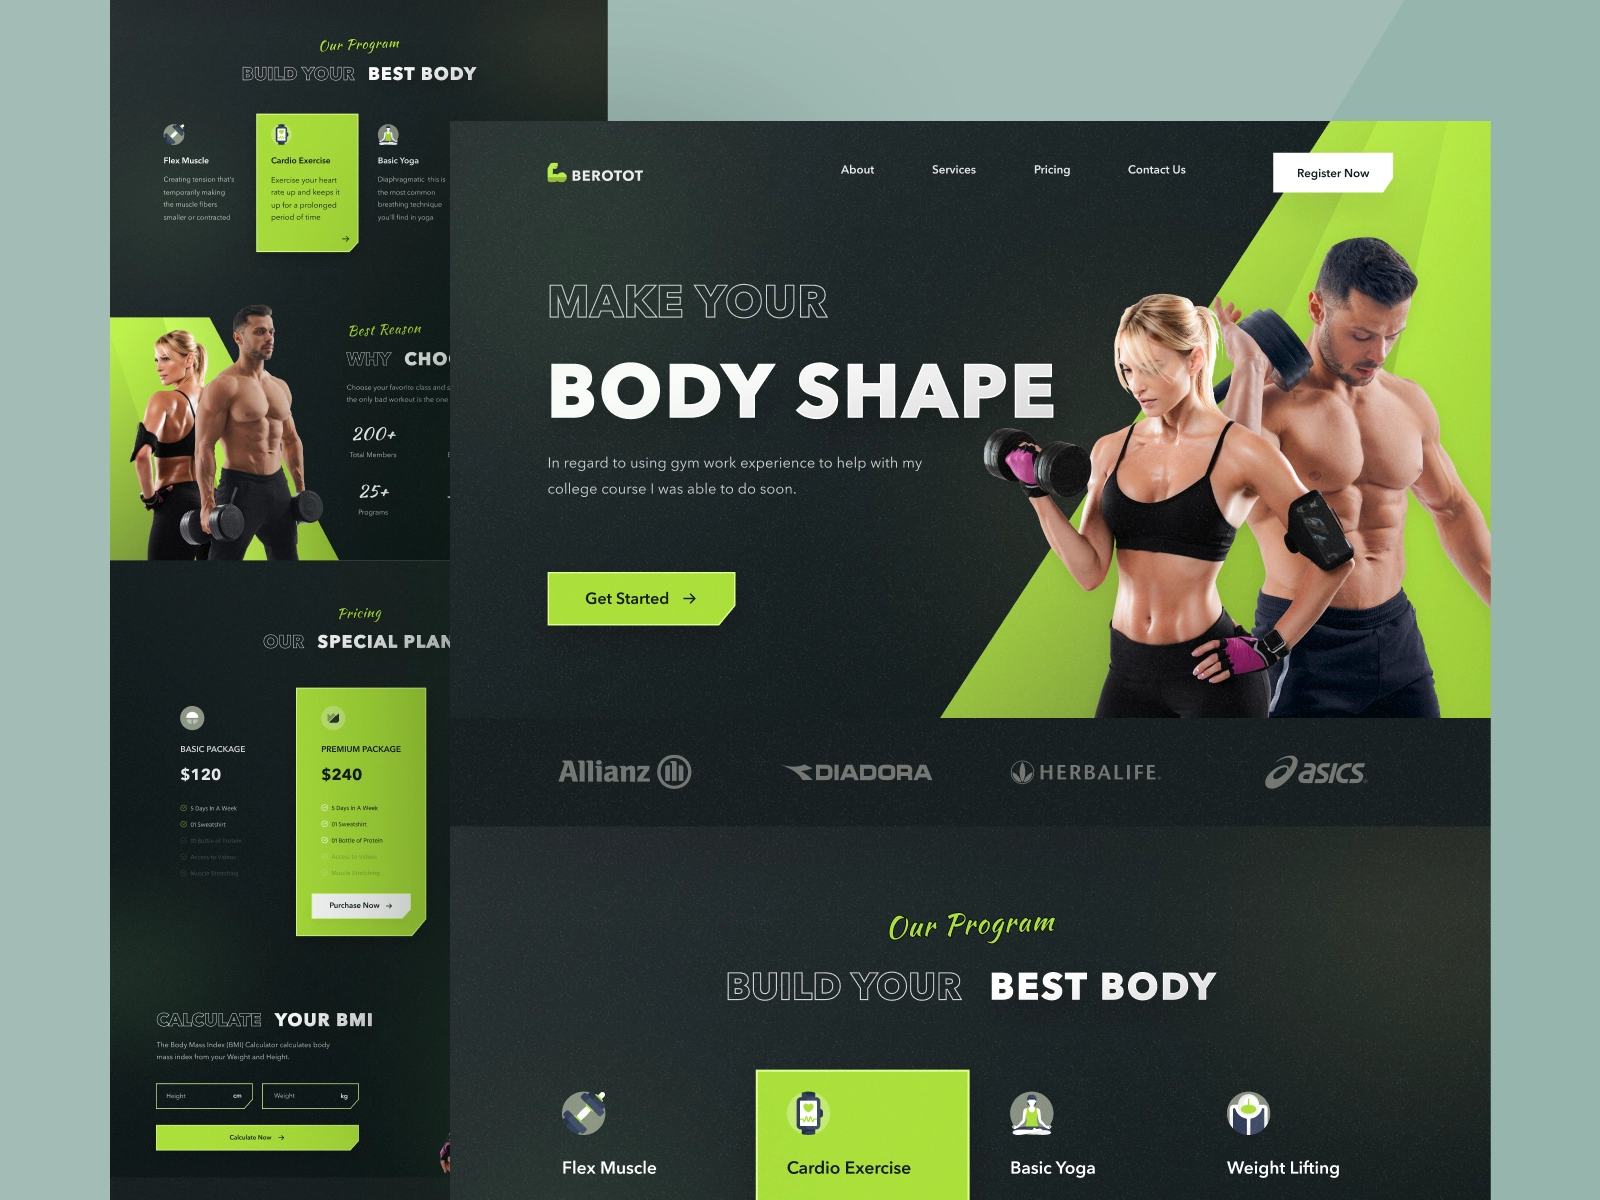 Our Program
BUILD YOUR BEST BODY
Flex Muscle
Creating tension that's
temporarily making
the muscle fibers
smaller or contracted
Cardio Exercise
Exercise your heart
rate up and keeps it
up for a prolonged
period of time
Basic Yoga
Diaphragmatic this is
the most common
breathing technique
you'll find in yoga
Best Reason
WHY CHO
Choose your favorite class and s
the only bad workout is the one
200+
Total Members
25+
Programs
Pricing
OUR SPECIAL PLAN
BASIC PACKAGE
$120
5 Days In A Week
01 Sweatshirt
01 Bottle of Protein
Access to Videos
Muscle Stretching
PREMIUM PACKAGE
$240
5 Days In A Week
01 Sweatshirt
01 Bottle of Protein
Access to Videos
Muscle Stretching
Purchase Now
CALCULATE YOUR BMI
The Body Mass Index (BMI) Calculator calculates body
mass index from your Weight and Height.
Height cm
Weight kg
Calculate Now
BEROTOT
About
Services
Pricing
Contact Us
Register Now
MAKE YOUR
BODY SHAPE
In regard to using gym work experience to help with my
college course I was able to do soon.
Get Started
Allianz
DIADORA
HERBALIFE
asics
Our Program
BUILD YOUR BEST BODY
Flex Muscle
Cardio Exercise
Basic Yoga
Weight Lifting